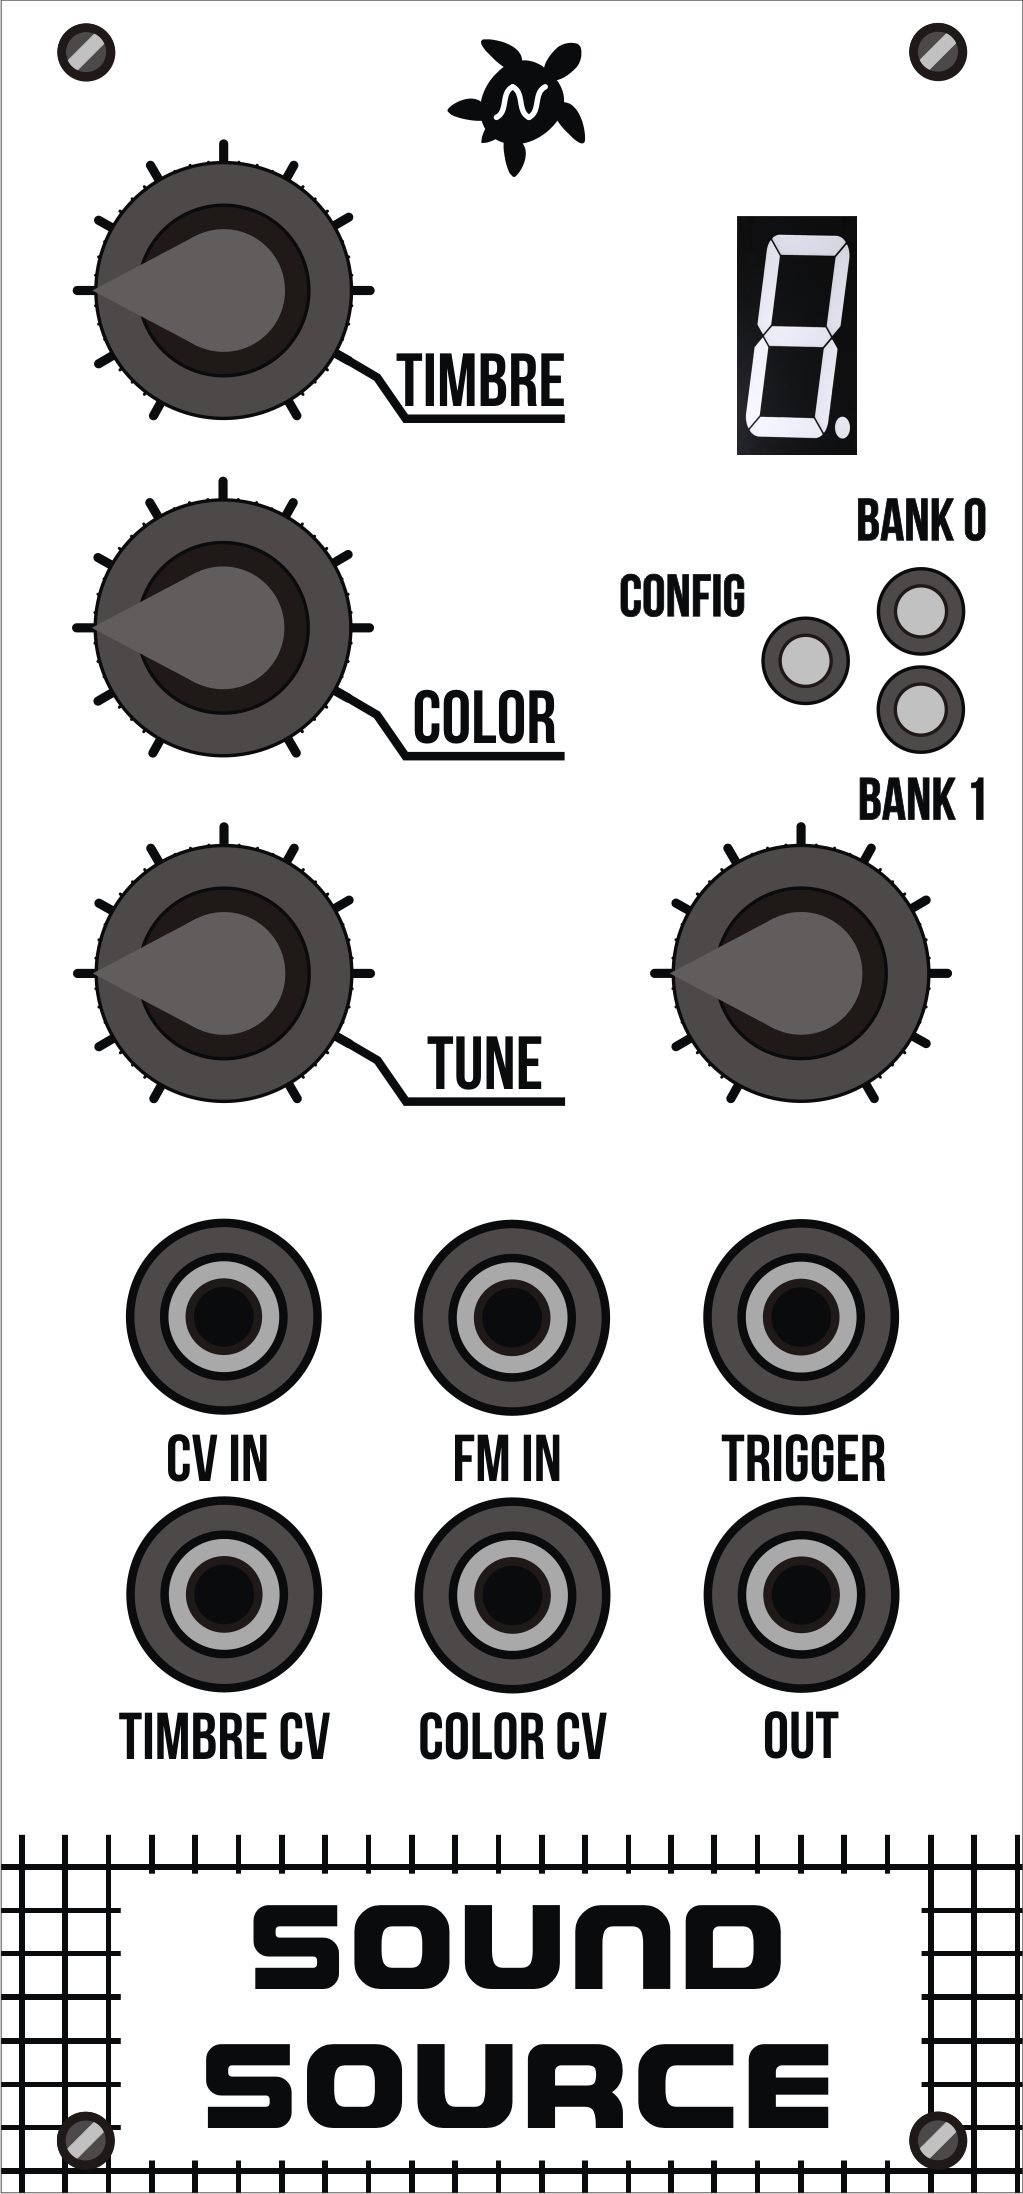 TIMBRE
8.
BANK 0
CONFIG
COLOR
BANK 1
TUNE
CV IN
FM IN
TRIGGER
TIMBRE CV
COLOR CV
OUT
SOUND
SOURCE